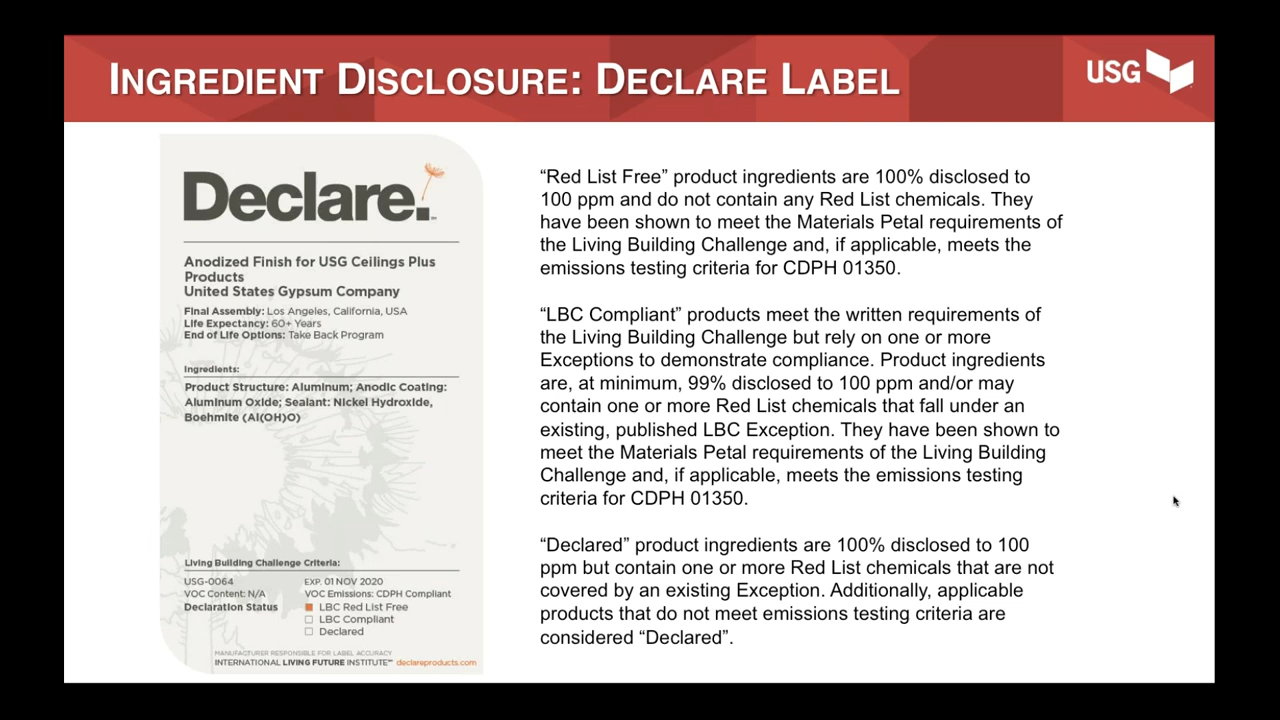 INGREDIENT DISCLOSURE: DECLARE LABEL
USG
Declare.
Anodized Finish for USG Ceilings Plus
Products
United States Gypsum Company
Final Assembly: Los Angeles, California, USA
Life Expectancy: 60+ Years
End of Life Options: Take Back Program
Ingredients:
Product Structure: Aluminum; Anodic Coating:
Aluminum Oxide; Sealant: Nickel Hydroxide,
Boehmite (Al(OH)O)
Living Building Challenge Criteria:
USG-0064 EXP. 01 NOV 2020
VOC Content: N/A VOC Emissions: CDPH Compliant
Declaration Status LBC Red List Free
LBC Compliant
Declared
MANUFACTURER RESPONSIBLE FOR LABEL ACCURACY
INTERNATIONAL LIVING FUTURE INSTITUTE℠ declareproducts.com
“Red List Free” product ingredients are 100% disclosed to
100 ppm and do not contain any Red List chemicals. They
have been shown to meet the Materials Petal requirements of
the Living Building Challenge and, if applicable, meets the
emissions testing criteria for CDPH 01350.
“LBC Compliant” products meet the written requirements of
the Living Building Challenge but rely on one or more
Exceptions to demonstrate compliance. Product ingredients
are, at minimum, 99% disclosed to 100 ppm and/or may
contain one or more Red List chemicals that fall under an
existing, published LBC Exception. They have been shown to
meet the Materials Petal requirements of the Living Building
Challenge and, if applicable, meets the emissions testing
criteria for CDPH 01350.
“Declared” product ingredients are 100% disclosed to 100
ppm but contain one or more Red List chemicals that are not
covered by an existing Exception. Additionally, applicable
products that do not meet emissions testing criteria are
considered “Declared”.